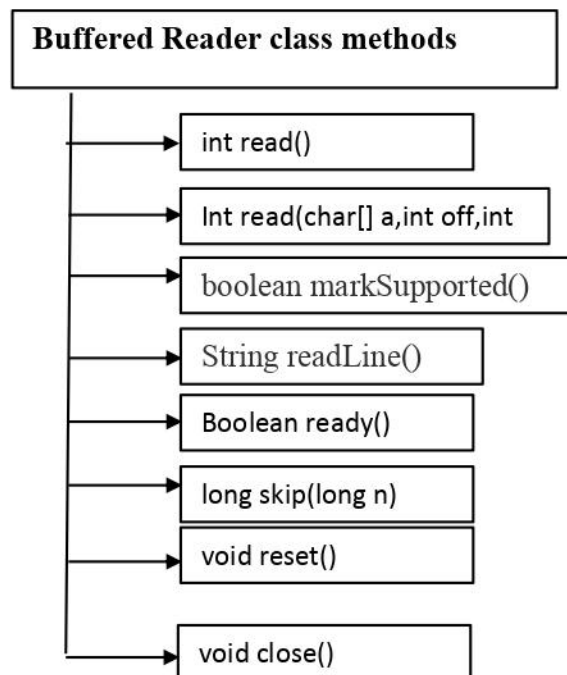 Buffered Reader class methods
int read()
Int read(char[] a,int off,int
boolean markSupported()
String readLine()
Boolean ready()
long skip(long n)
void reset()
void close()